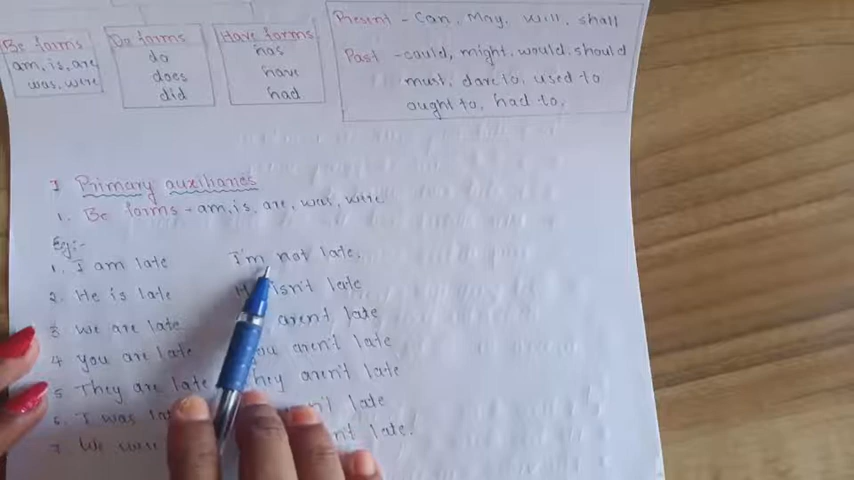 Be forms
am, is, are
was, were
Do forms
do
does
did
Have forms
has
have
had
Present - Can, May, will, shall
Past - could, might, would, should
must, dare to, used to
ought to, had to.
I Primary auxiliaries
1. Be forms - am, is, are, was, were
Eg:-
1. I am late I'm not late.
2. He is late isn't late
3 we are late aren't late
4 you are late aren't late
5 They are late They aren't late
6. I was late
7. We were late.